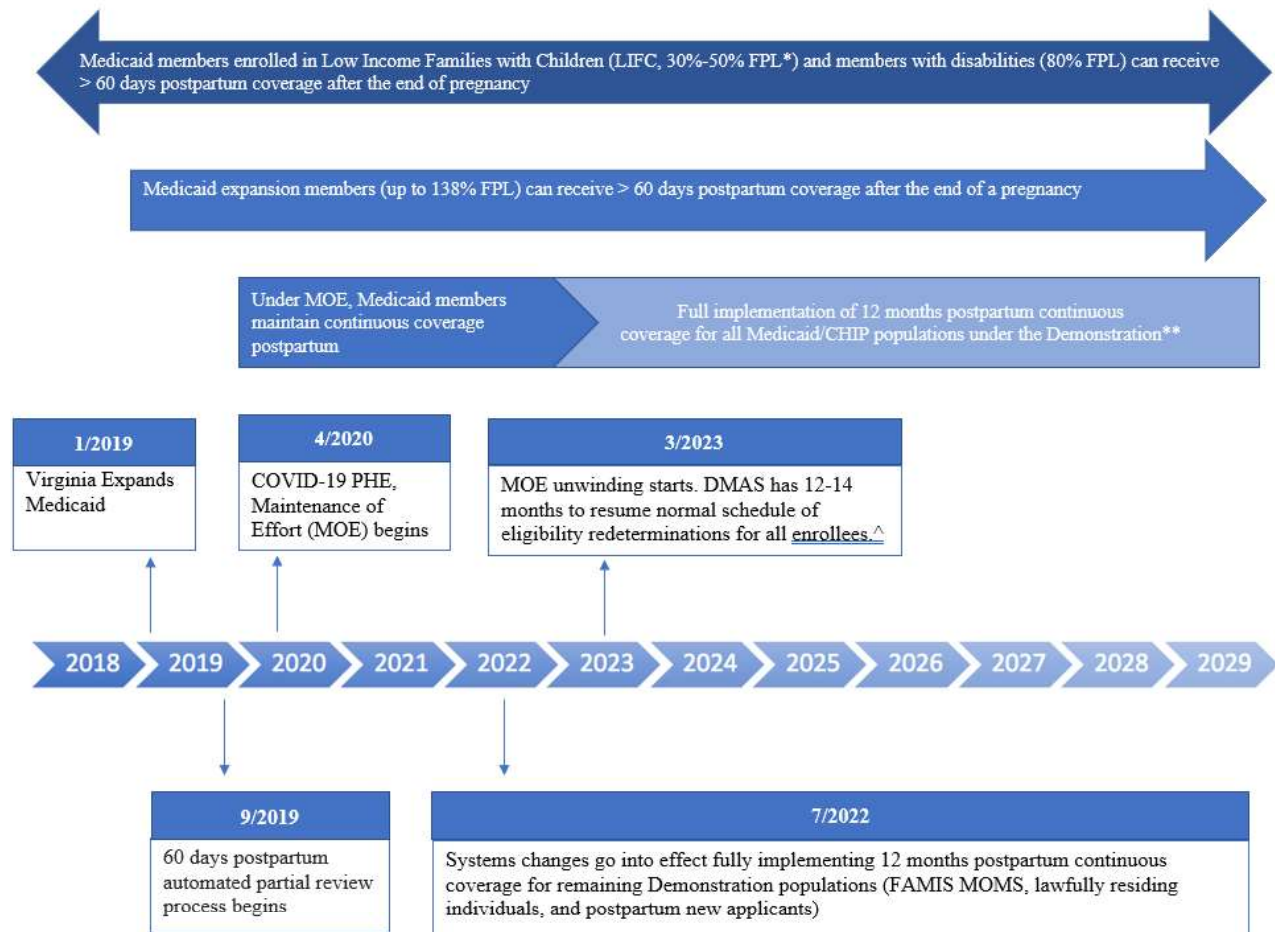 Medicaid members enrolled in Low Income Families with Children (LIFC, 30%-50% FPL*) and members with disabilities (80% FPL) can receive
> 60 days postpartum coverage after the end of pregnancy
Medicaid expansion members (up to 138% FPL) can receive > 60 days postpartum coverage after the end of a pregnancy
Under MOE, Medicaid members
maintain continuous coverage
postpartum
Full implementation of 12 months postpartum continuous
coverage for all Medicaid/CHIP populations under the Demonstration**
1/2019
Virginia Expands
Medicaid
4/2020
COVID-19 PHE,
Maintenance of
Effort (MOE) begins
3/2023
MOE unwinding starts. DMAS has 12-14
months to resume normal schedule of
eligibility redeterminations for all enrollees.^
2018 2019 2020 2021 2022 2023 2024 2025 2026 2027 2028 2029
9/2019
60 days postpartum
automated partial review
process begins
7/2022
Systems changes go into effect fully implementing 12 months postpartum continuous
coverage for remaining Demonstration populations (FAMIS MOMS, lawfully residing
individuals, and postpartum new applicants)